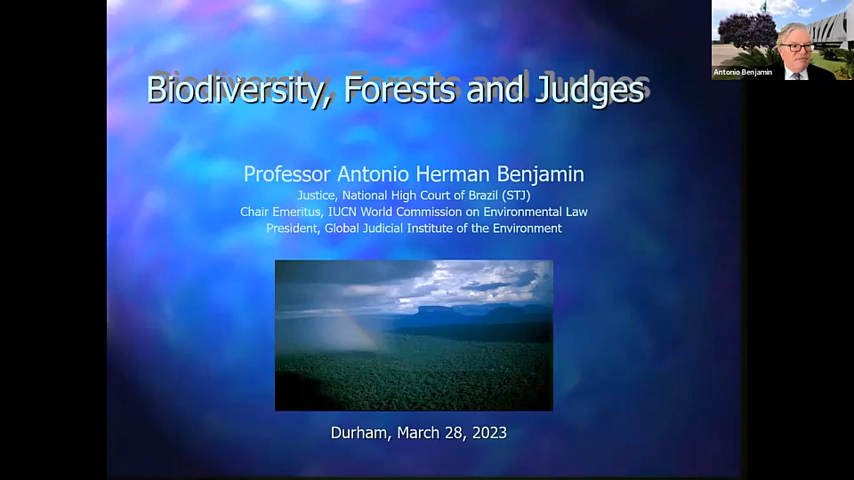 Biodiversity, Forests and Judges
Professor Antonio Herman Benjamin
Justice, National High Court of Brazil (STJ)
Chair Emeritus, IUCN World Commission on Environmental Law
President, Global Judicial Institute of the Environment
Durham, March 28, 2023
Antonio Benjamin